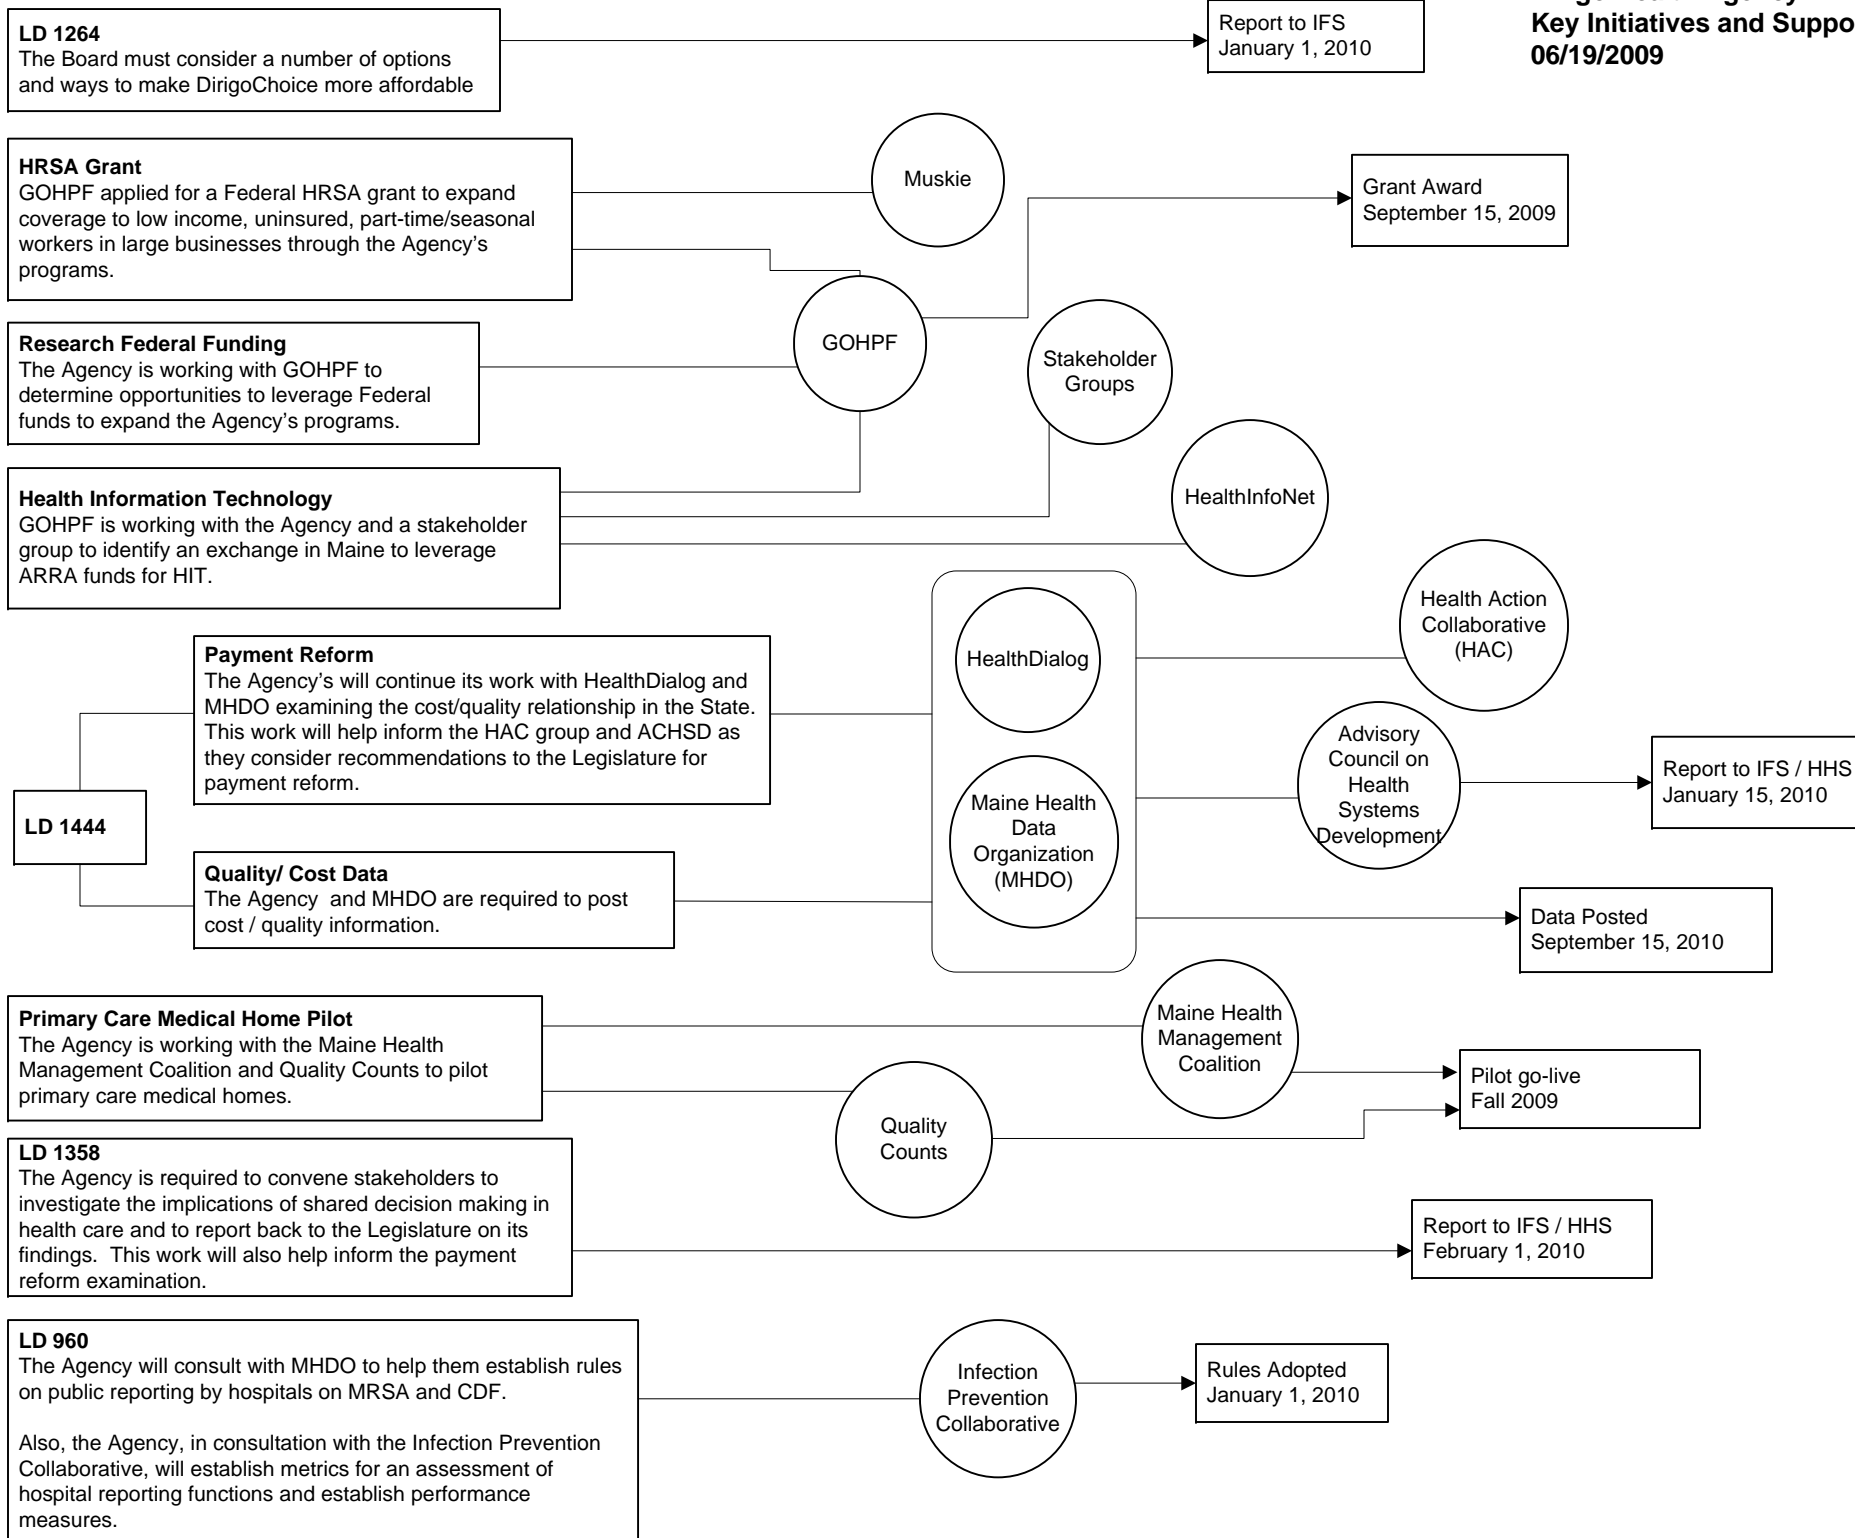 LD 1264
The Board must consider a number of options
and ways to make DirigoChoice more affordable
Report to IFS
January 1, 2010
Key Initiatives and Suppo
06/19/2009
HRSA Grant
GOHPF applied for a Federal HRSA grant to expand
coverage to low income, uninsured, part-time/seasonal
workers in large businesses through the Agency's
programs.
Muskie
Grant Award
September 15, 2009
GOHPF
Research Federal Funding
The Agency is working with GOHPF to
determine opportunities to leverage Federal
funds to expand the Agency's programs.
Stakeholder
Groups
Health Information Technology
GOHPF is working with the Agency and a stakeholder
group to identify an exchange in Maine to leverage
ARRA funds for HIT.
HealthInfoNet
Payment Reform
The Agency's will continue its work with HealthDialog and
MHDO examining the cost/quality relationship in the State.
This work will help inform the HAC group and ACHSD as
they consider recommendations to the Legislature for
payment reform.
HealthDialog
Health Action
Collaborative
(HAC)
LD 1444
Maine Health
Data
Organization
(MHDO)
Advisory
Council on
Health
Systems
Development
Report to IFS / HHS
January 15, 2010
Quality/ Cost Data
The Agency  and MHDO are required to post
cost / quality information.
Data Posted
September 15, 2010
Primary Care Medical Home Pilot
The Agency is working with the Maine Health
Management Coalition and Quality Counts to pilot
primary care medical homes.
Maine Health
Management
Coalition
Quality
Counts
Pilot go-live
Fall 2009
LD 1358
The Agency is required to convene stakeholders to
investigate the implications of shared decision making in
health care and to report back to the Legislature on its
findings.  This work will also help inform the payment
reform examination.
Report to IFS / HHS
February 1, 2010
LD 960
The Agency will consult with MHDO to help them establish rules
on public reporting by hospitals on MRSA and CDF.
Also, the Agency, in consultation with the Infection Prevention
Collaborative, will establish metrics for an assessment of
hospital reporting functions and establish performance
measures.
Infection
Prevention
Collaborative
Rules Adopted
January 1, 2010